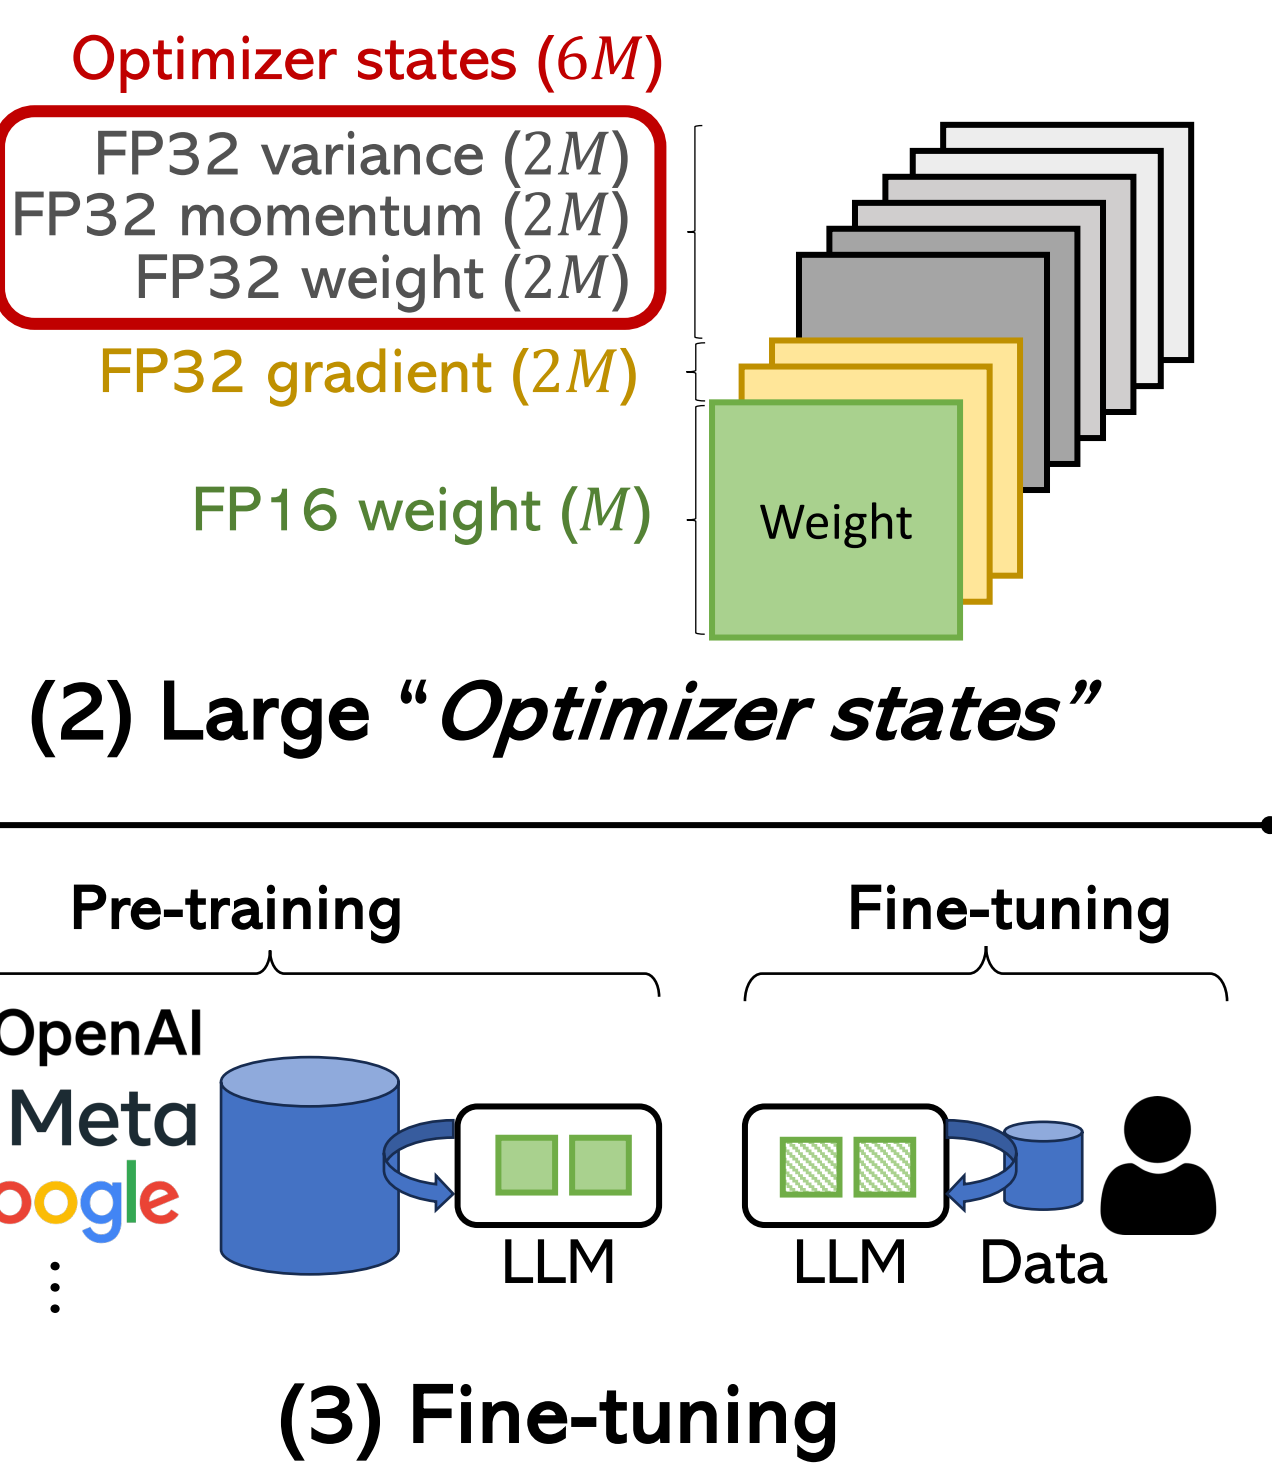 Optimizer states (6M)
FP32 variance (2M)
FP32 momentum (2M)
FP32 weight (2M)
FP32 gradient (2M)
FP16 weight (M)
Weight
(2) Large “Optimizer states”
Pre-training
Fine-tuning
OpenAI
Meta
oogle
⋮
LLM
LLM
Data
(3) Fine-tuning